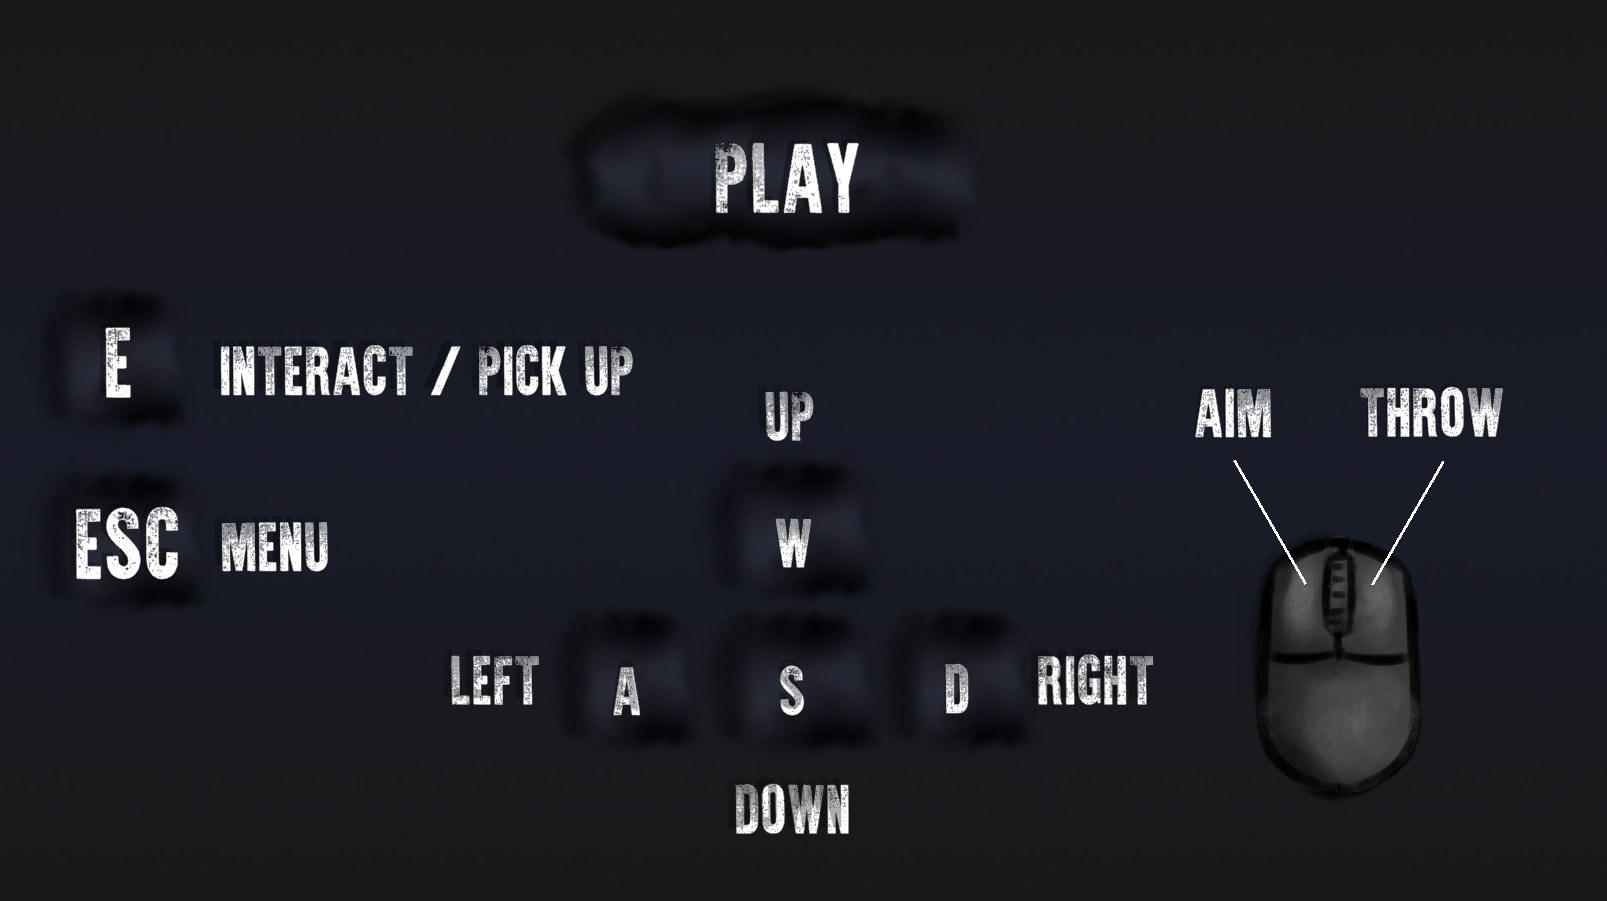 PLAY
E
INTERACT / PICK UP
UP
AIM
THROW
ESC
MENU
W
LEFT
A
S
D
RIGHT
DOWN